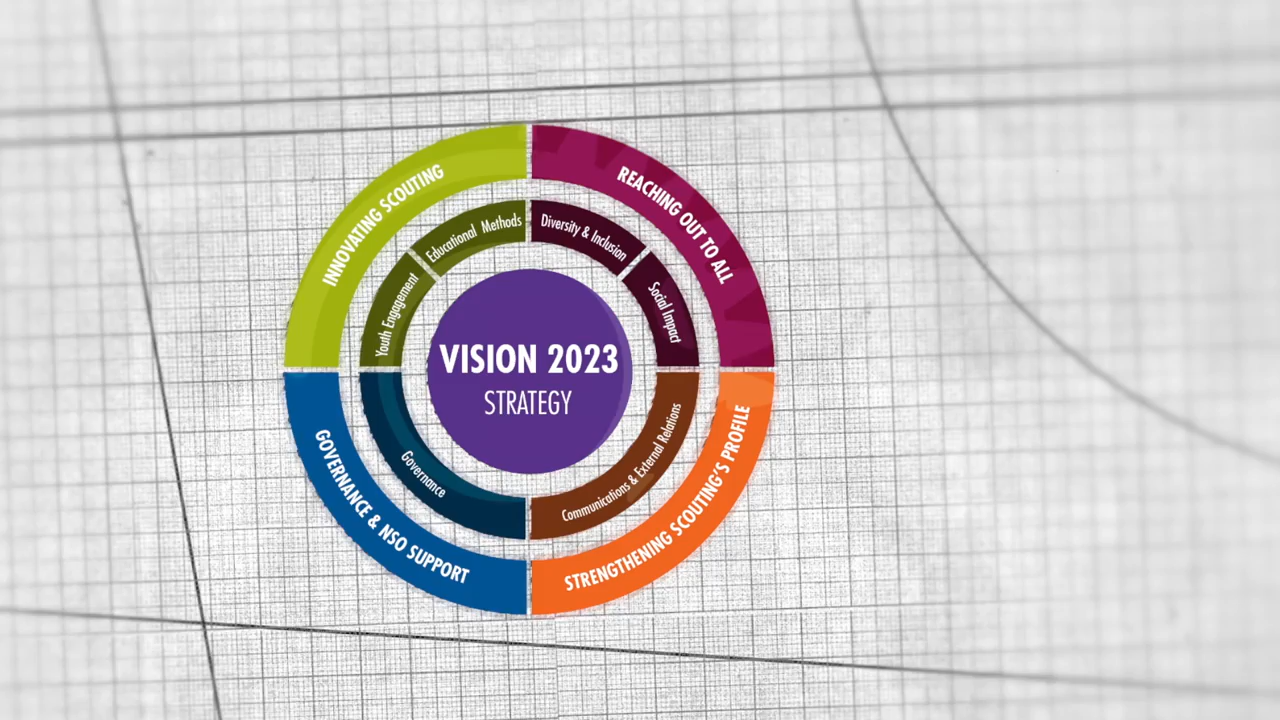 INNOVATING SCOUTING
REACHING OUT TO ALL
Educational Methods
Diversity & Inclusion
Youth Engagement
Social Impact
VISION 2023
STRATEGY
Governance
Communications & External Relations
GOVERNANCE & NSO SUPPORT
STRENGTHENING SCOUTING'S PROFILE